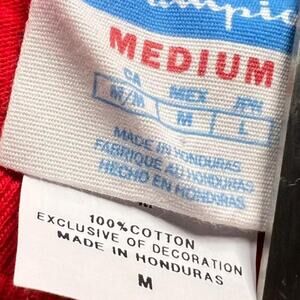 MEDIUM
CA MEX JPN
M/M M L
MADE IN HONDURAS
FABRIQUE AU HONDURAS
HECHO EN HONDURAS
100% COTTON
EXCLUSIVE OF DECORATION
MADE IN HONDURAS
M